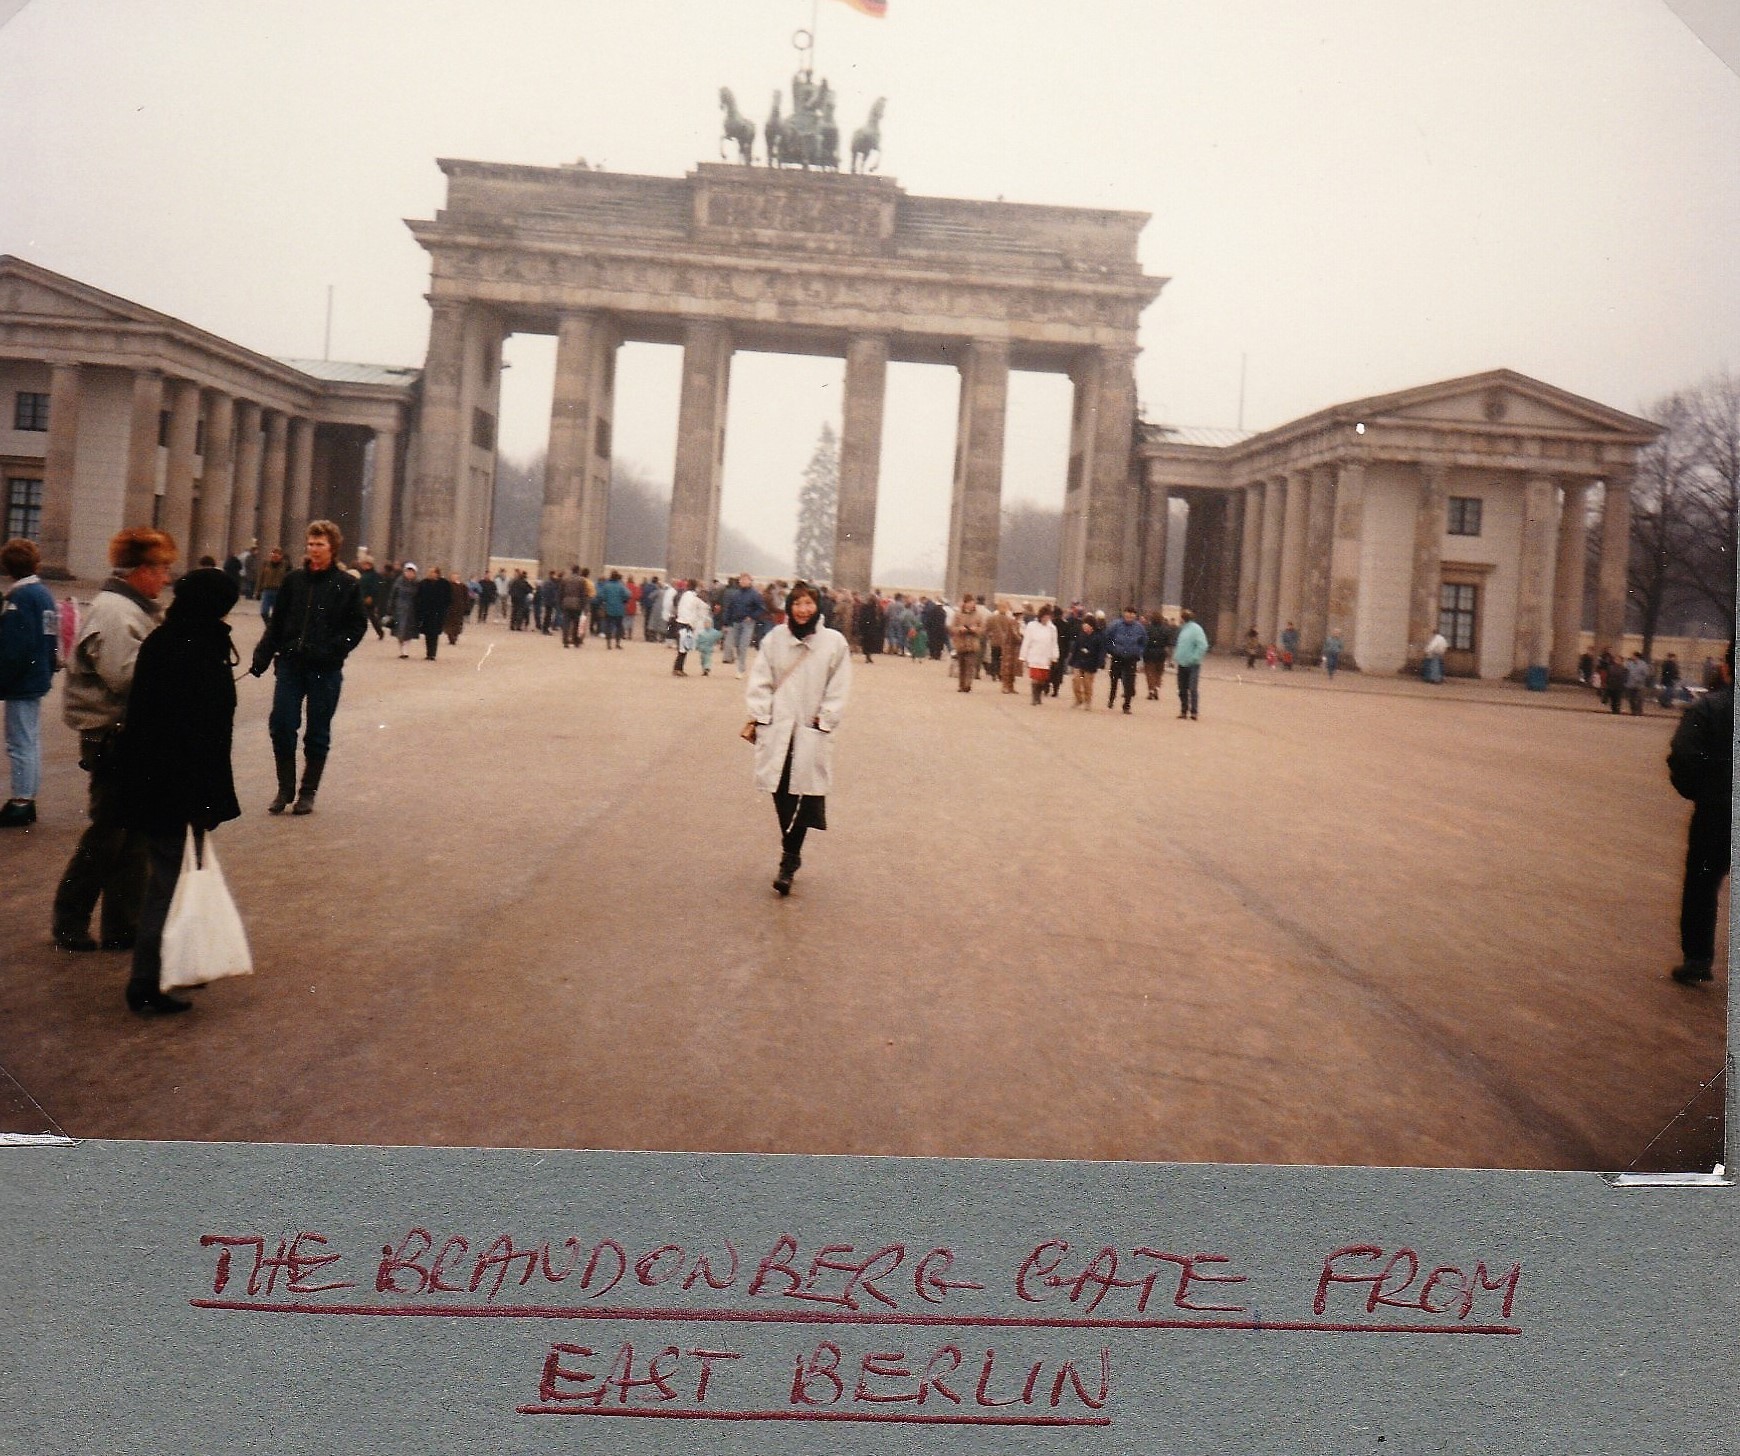 THE BRANDONBERG GATE FROM
EAST BERLIN